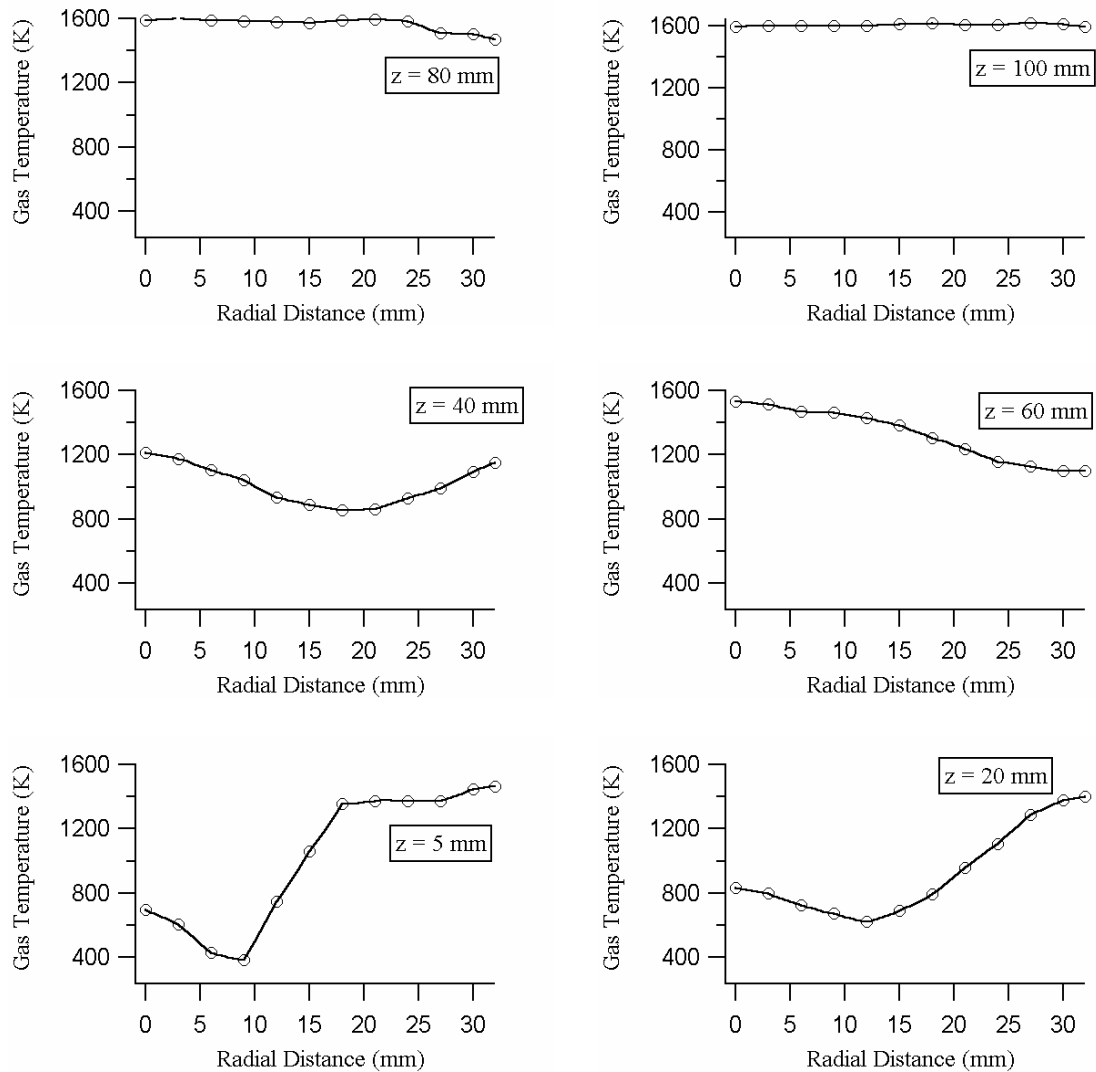 Gas Temperature (K)
1600
1200
800
400
z = 80 mm
0 5 10 15 20 25 30
Radial Distance (mm)
Gas Temperature (K)
1600
1200
800
400
z = 100 mm
0 5 10 15 20 25 30
Radial Distance (mm)
Gas Temperature (K)
1600
1200
800
400
z = 40 mm
0 5 10 15 20 25 30
Radial Distance (mm)
Gas Temperature (K)
1600
1200
800
400
z = 60 mm
0 5 10 15 20 25 30
Radial Distance (mm)
Gas Temperature (K)
1600
1200
800
400
z = 5 mm
0 5 10 15 20 25 30
Radial Distance (mm)
Gas Temperature (K)
1600
1200
800
400
z = 20 mm
0 5 10 15 20 25 30
Radial Distance (mm)